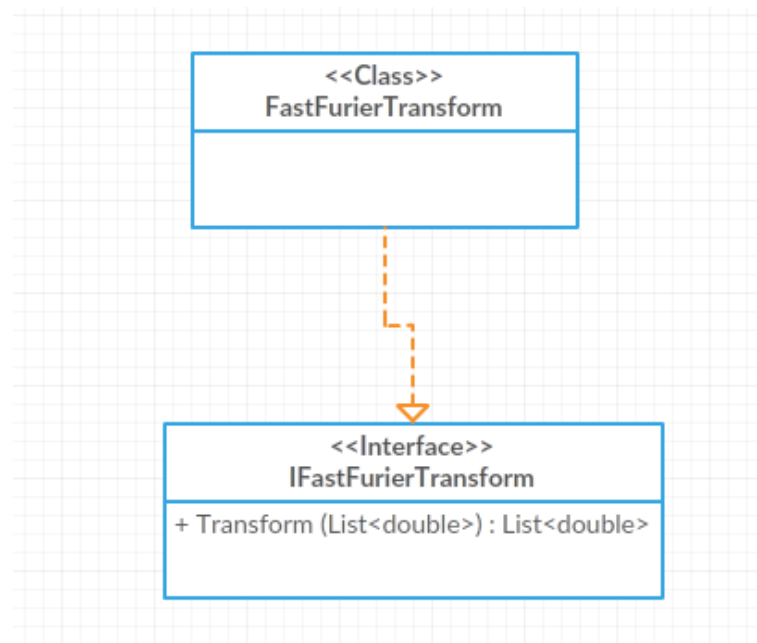 <<Class>>
FastFurierTransform
<<Interface>>
IFastFurierTransform
+ Transform (List<double>) : List<double>